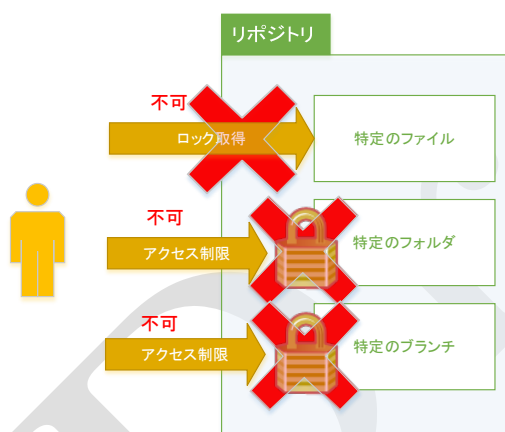 リポジトリ
不可
ロック取得
特定のファイル
不可
アクセス制限
特定のフォルダ
不可
アクセス制限
特定のブランチ